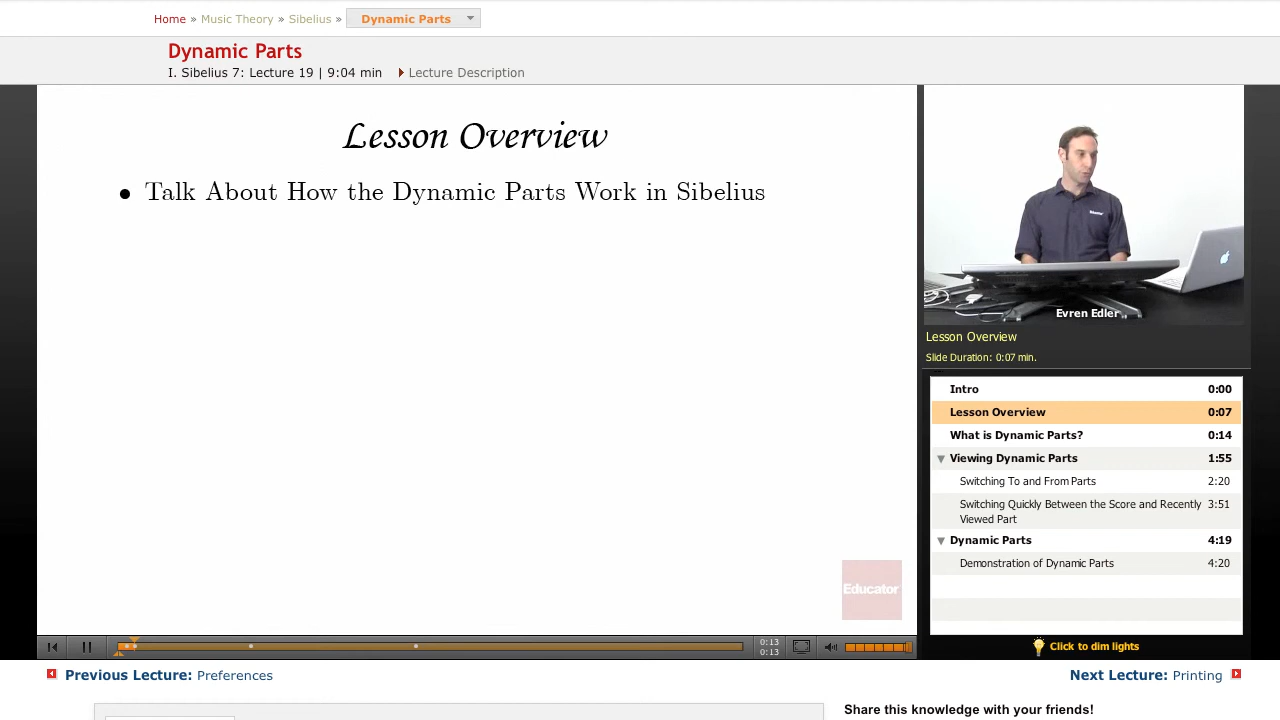 Home » Music Theory » Sibelius » Dynamic Parts
Dynamic Parts
I. Sibelius 7: Lecture 19 | 9:04 min Lecture Description
Lesson Overview
• Talk About How the Dynamic Parts Work in Sibelius
Educator
Evren Edler
Lesson Overview
Slide Duration: 0:07 min.
Intro 0:00
Lesson Overview 0:07
What is Dynamic Parts? 0:14
Viewing Dynamic Parts 1:55
Switching To and From Parts 2:20
Switching Quickly Between the Score and Recently 3:51
Viewed Part
Dynamic Parts 4:19
Demonstration of Dynamic Parts 4:20
0:13
0:13
Click to dim lights
Previous Lecture: Preferences
Next Lecture: Printing
Share this knowledge with your friends!